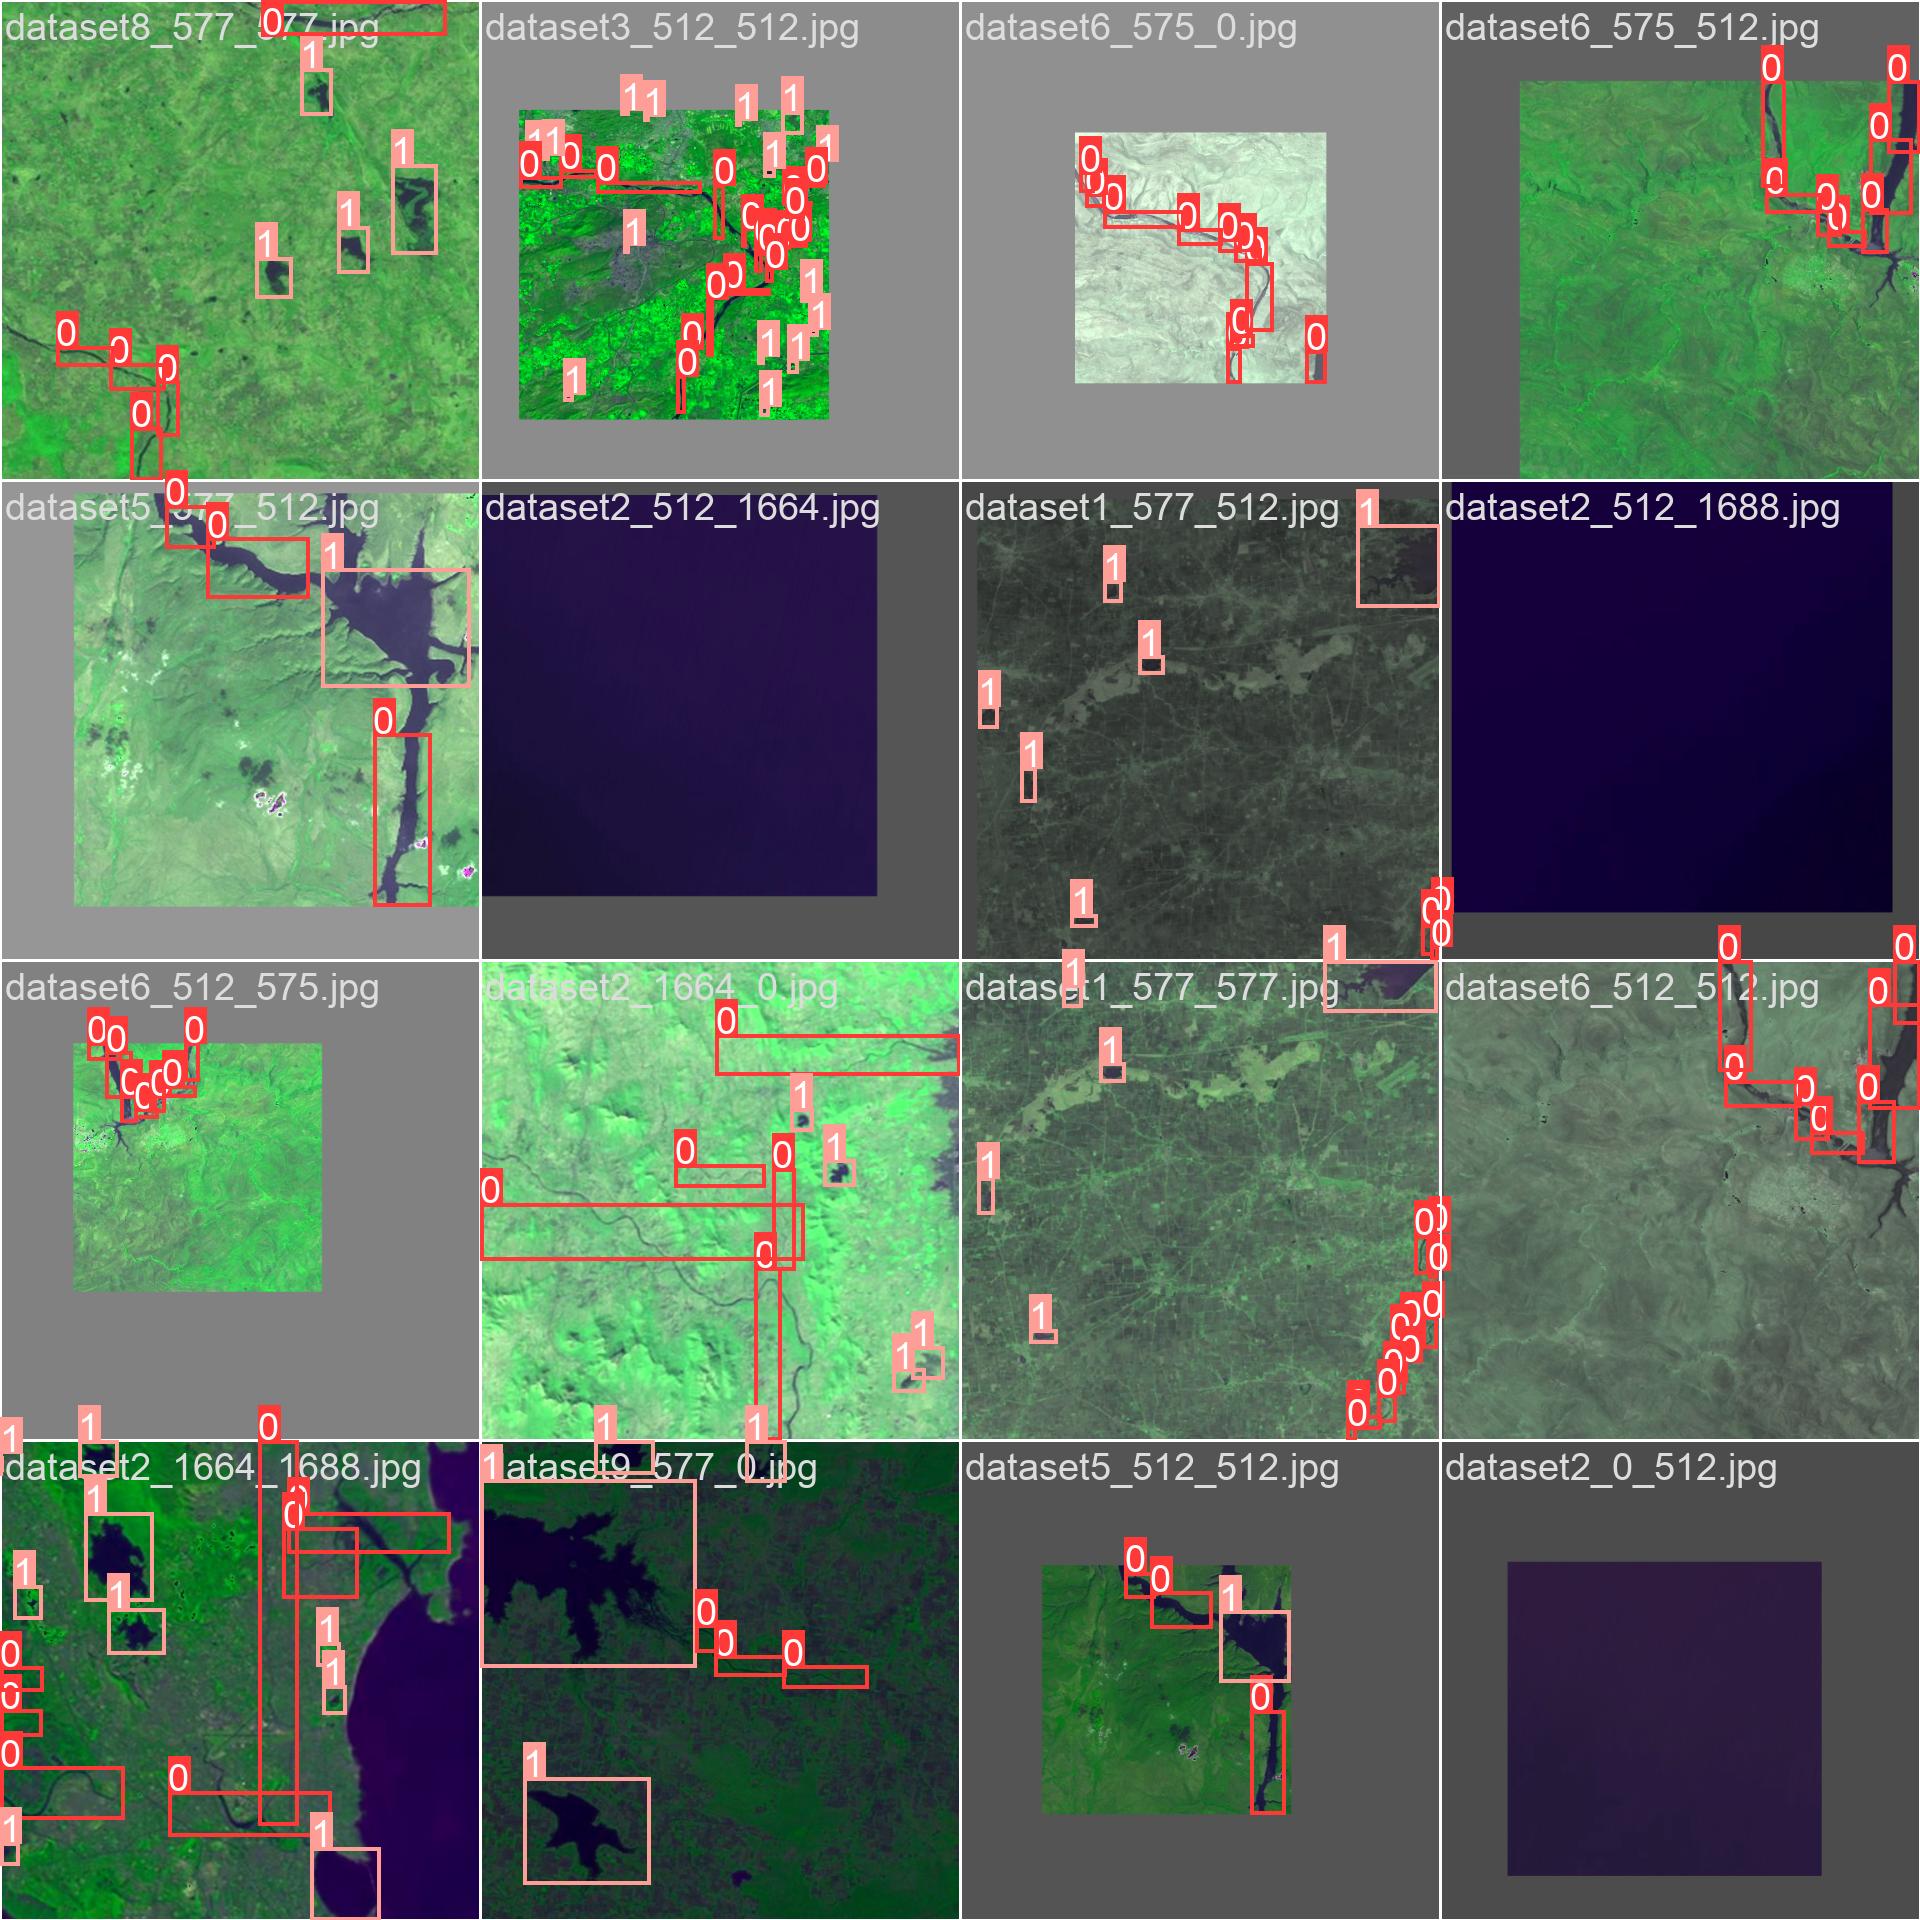 dataset8_577_577.jpg
dataset3_512_512.jpg
dataset6_575_0.jpg
dataset6_575_512.jpg
dataset5_577_512.jpg
dataset2_512_1664.jpg
dataset1_577_512.jpg
dataset2_512_1688.jpg
dataset6_512_575.jpg
dataset2_1664_0.jpg
dataset1_577_577.jpg
dataset6_512_512.jpg
dataset2_1664_1688.jpg
dataset9_577_0.jpg
dataset5_512_512.jpg
dataset2_0_512.jpg